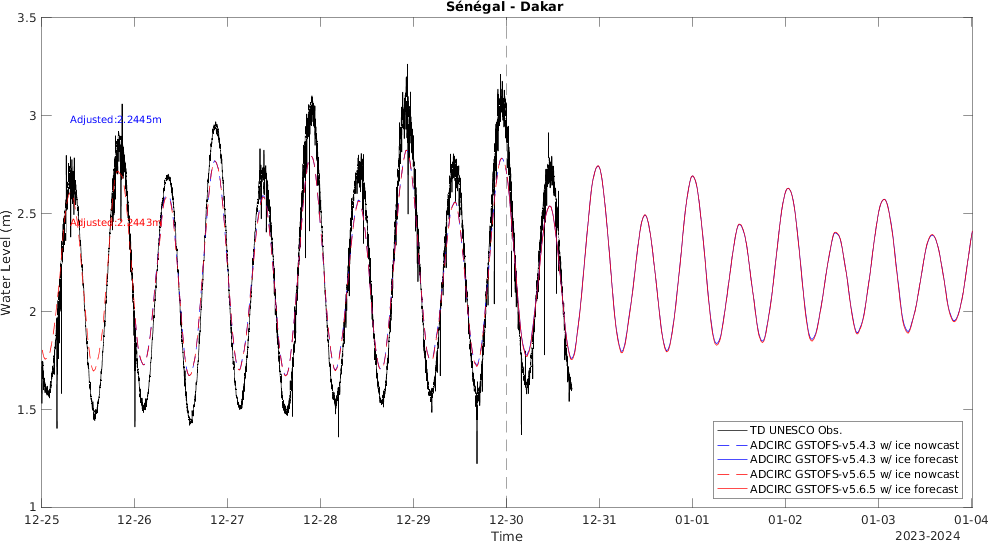 Sénégal - Dakar
3.5
3
2.5
2
1.5
1
Water Level (m)
Adjusted:2.2445m
Adjusted:2.2443m
TD UNESCO Obs.
ADCIRC GSTOFS-v5.4.3 w/ ice nowcast
ADCIRC GSTOFS-v5.4.3 w/ ice forecast
ADCIRC GSTOFS-v5.6.5 w/ ice nowcast
ADCIRC GSTOFS-v5.6.5 w/ ice forecast
12-25 12-26 12-27 12-28 12-29 12-30 12-31 01-01 01-02 01-03 01-04
Time
2023-2024